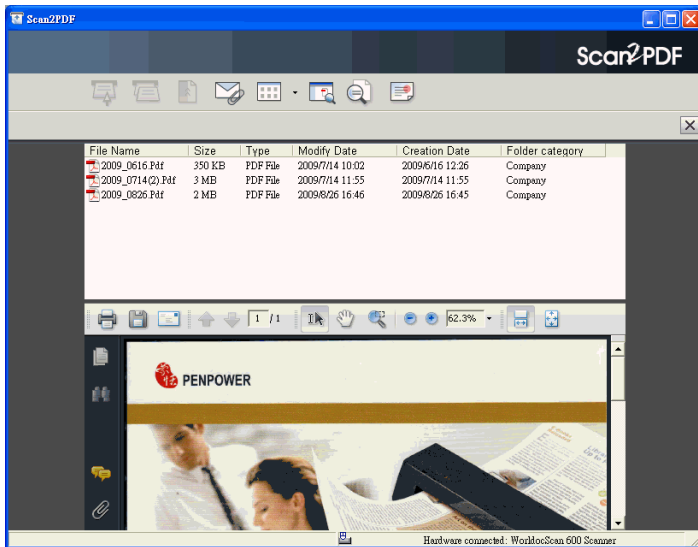 Scan2PDF
Scan2PDF
File Name Size Type Modify Date Creation Date Folder category
2009_0616.Pdf 350 KB PDF File 2009/7/14 10:02 2009/6/16 12:26 Company
2009_0714(2).Pdf 3 MB PDF File 2009/7/14 11:55 2009/7/14 11:55 Company
2009_0826.Pdf 2 MB PDF File 2009/8/26 16:46 2009/8/26 16:45 Company
1 / 1 62.3%
PENPOWER
Hardware connected: WorldocScan 600 Scanner